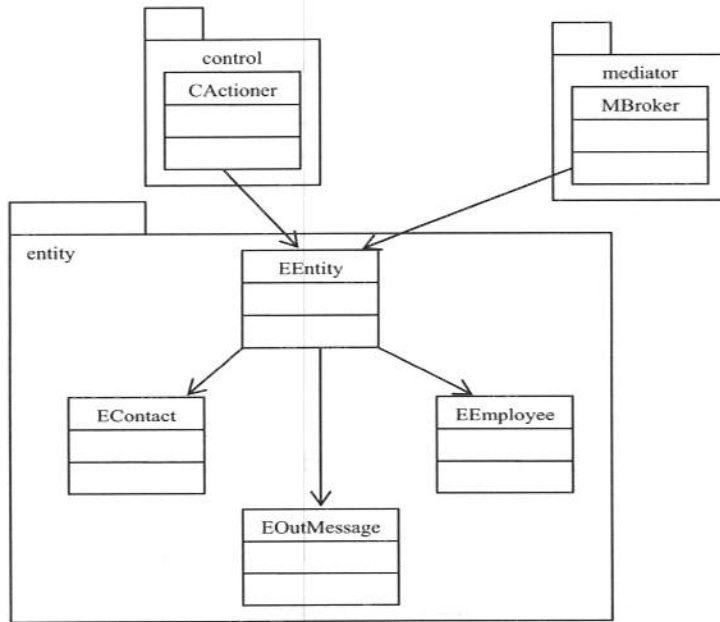 control
CActioner
mediator
MBroker
entity
EEntity
EContact
EEmployee
EOutMessage